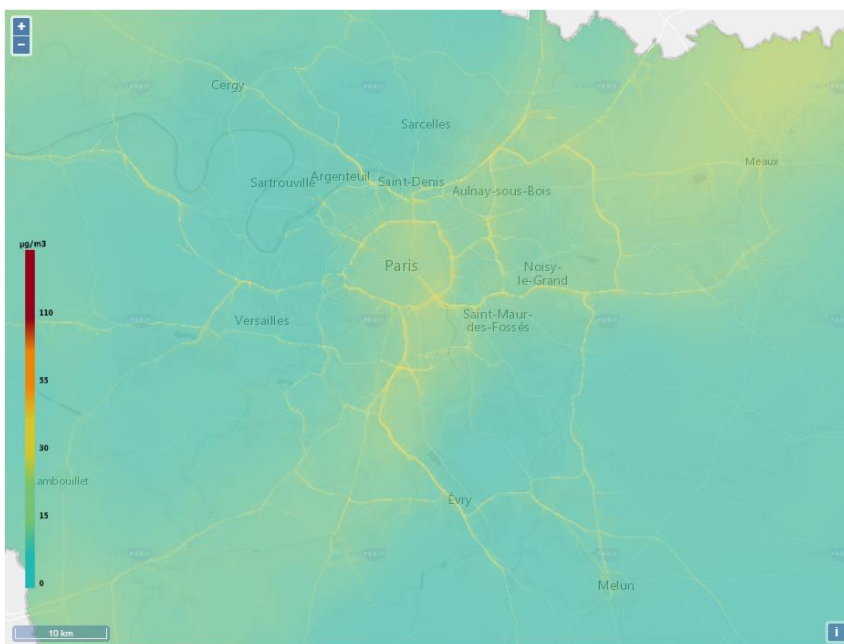 +
−
Cergy
Sarcelles
Sartrouville
Argenteuil
Saint-Denis
Aulnay-sous-Bois
Meaux
µg/m3
Paris
Noisy-
le-Grand
110
Versailles
Saint-Maur-
des-Fossés
55
30
ambouillet
15
Évry
0
Melun
10 km
i